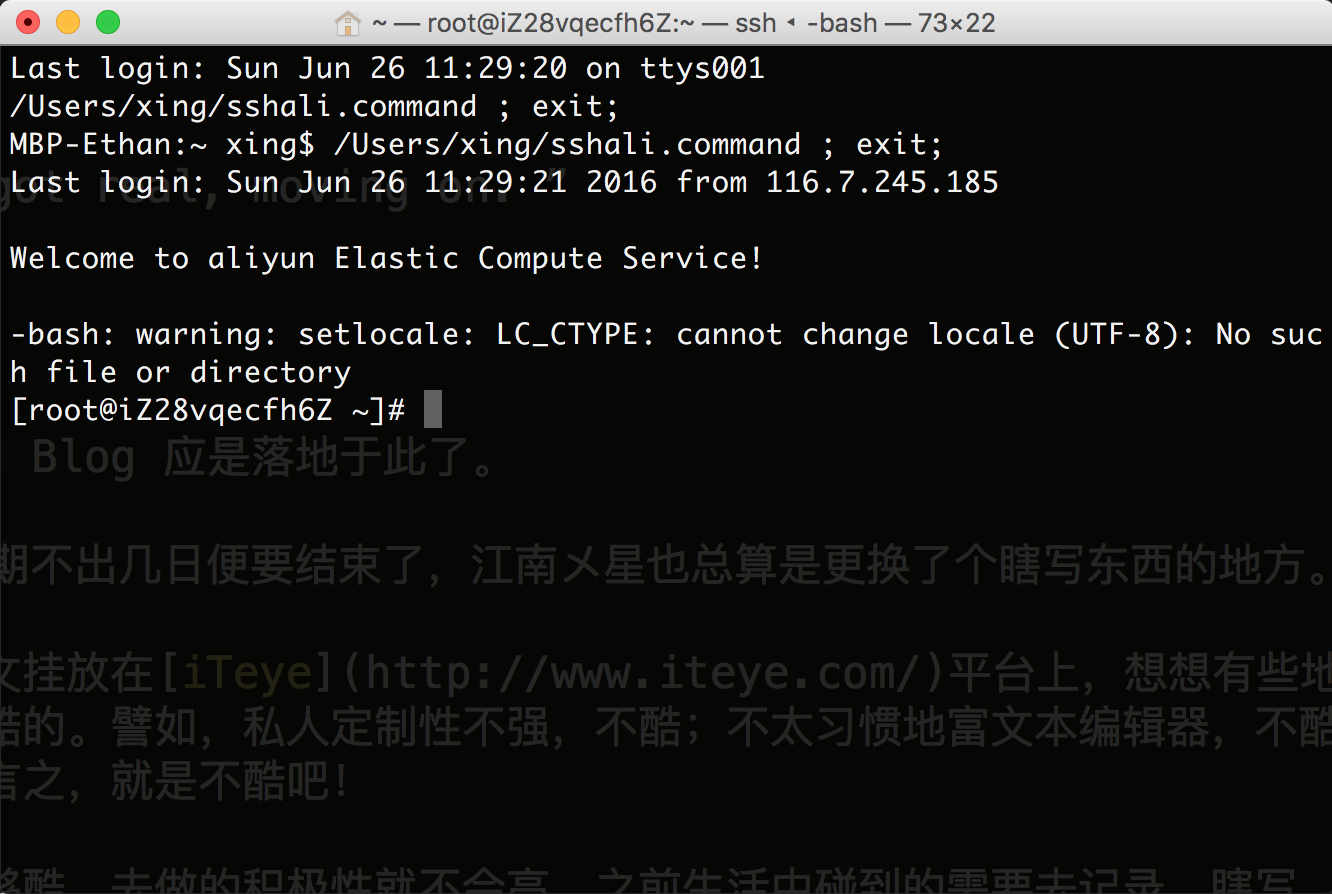 ~ — root@iZ28vqecfh6Z:~ — ssh ◂ -bash — 73×22
Last login: Sun Jun 26 11:29:20 on ttys001
/Users/xing/sshali.command ; exit;
MBP-Ethan:~ xing$ /Users/xing/sshali.command ; exit;
Last login: Sun Jun 26 11:29:21 2016 from 116.7.245.185
got real, moving on. "
Welcome to aliyun Elastic Compute Service!
-bash: warning: setlocale: LC_CTYPE: cannot change locale (UTF-8): No suc
h file or directory
[root@iZ28vqecfh6Z ~]#
Blog 应是落地于此了。
期不出几日便要结束了，江南メ星也总算是更换了个瞎写东西的地方。
文挂放在[iTeye](http://www.iteye.com/)平台上，想想有些地
酷的。譬如，私人定制性不强，不酷；不太习惯地富文本编辑器，不酷
言之，就是不酷吧！
够酷，去做的积极性就不会高。之前生活中碰到的需要去记录、瞎写